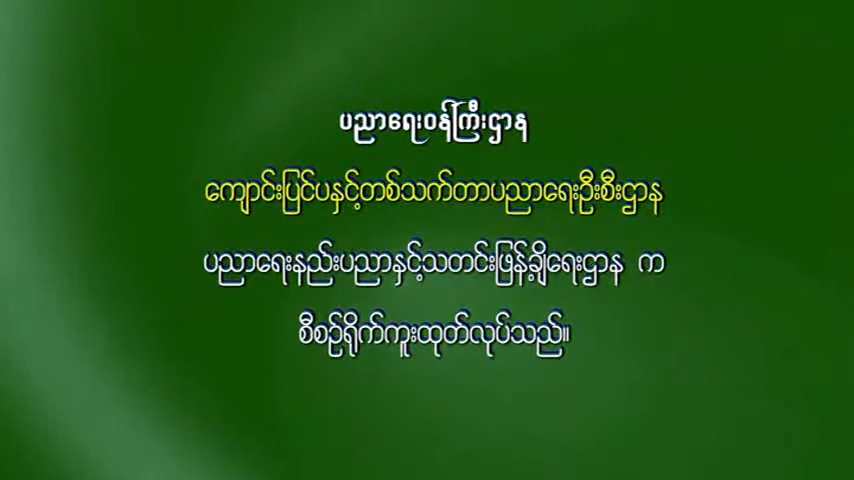 ပညာရေးဝန်ကြီးဌာန
ကျောင်းပြင်ပနှင့်တစ်သက်တာပညာရေးဦးစီးဌာန
ပညာရေးနည်းပညာနှင့်သတင်းဖြန့်ချိရေးဌာန က
စီစဉ်ရိုက်ကူးထုတ်လုပ်သည်။